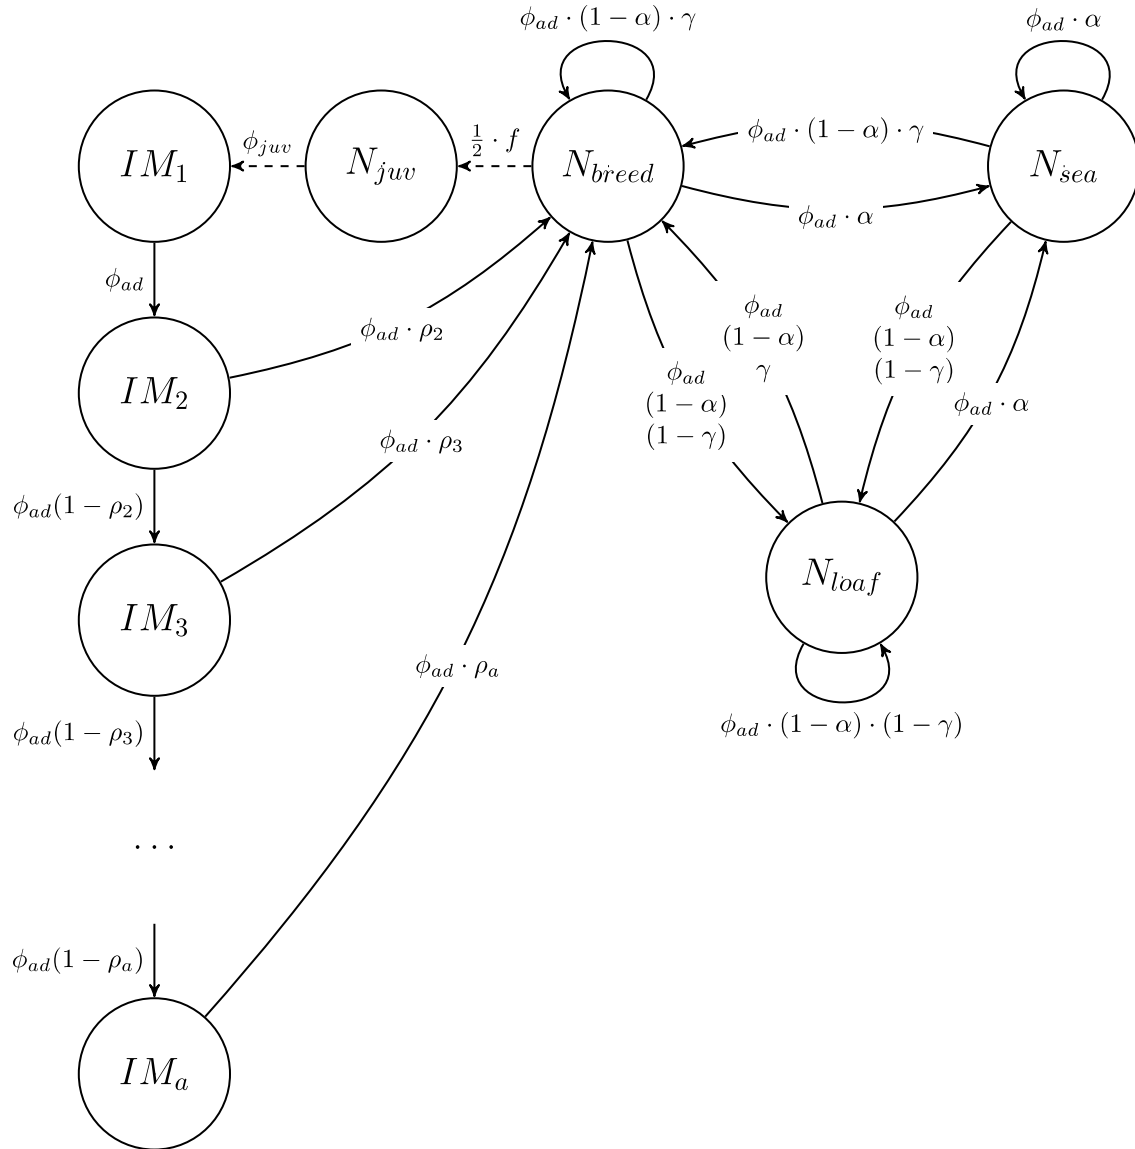 ϕ_ad · (1 − α) · γ
ϕ_ad · α
IM_1
ϕ_juv
N_juv
½ · f
N_breed
ϕ_ad · (1 − α) · γ
N_sea
ϕ_ad · α
ϕ_ad
ϕ_ad · ρ_2
ϕ_ad
(1 − α)
γ
ϕ_ad
(1 − α)
(1 − γ)
ϕ_ad
(1 − α)
(1 − γ)
ϕ_ad · α
IM_2
ϕ_ad · ρ_3
ϕ_ad(1 − ρ_2)
N_loaf
IM_3
ϕ_ad · ρ_a
ϕ_ad · (1 − α) · (1 − γ)
ϕ_ad(1 − ρ_3)
· · ·
ϕ_ad(1 − ρ_a)
IM_a